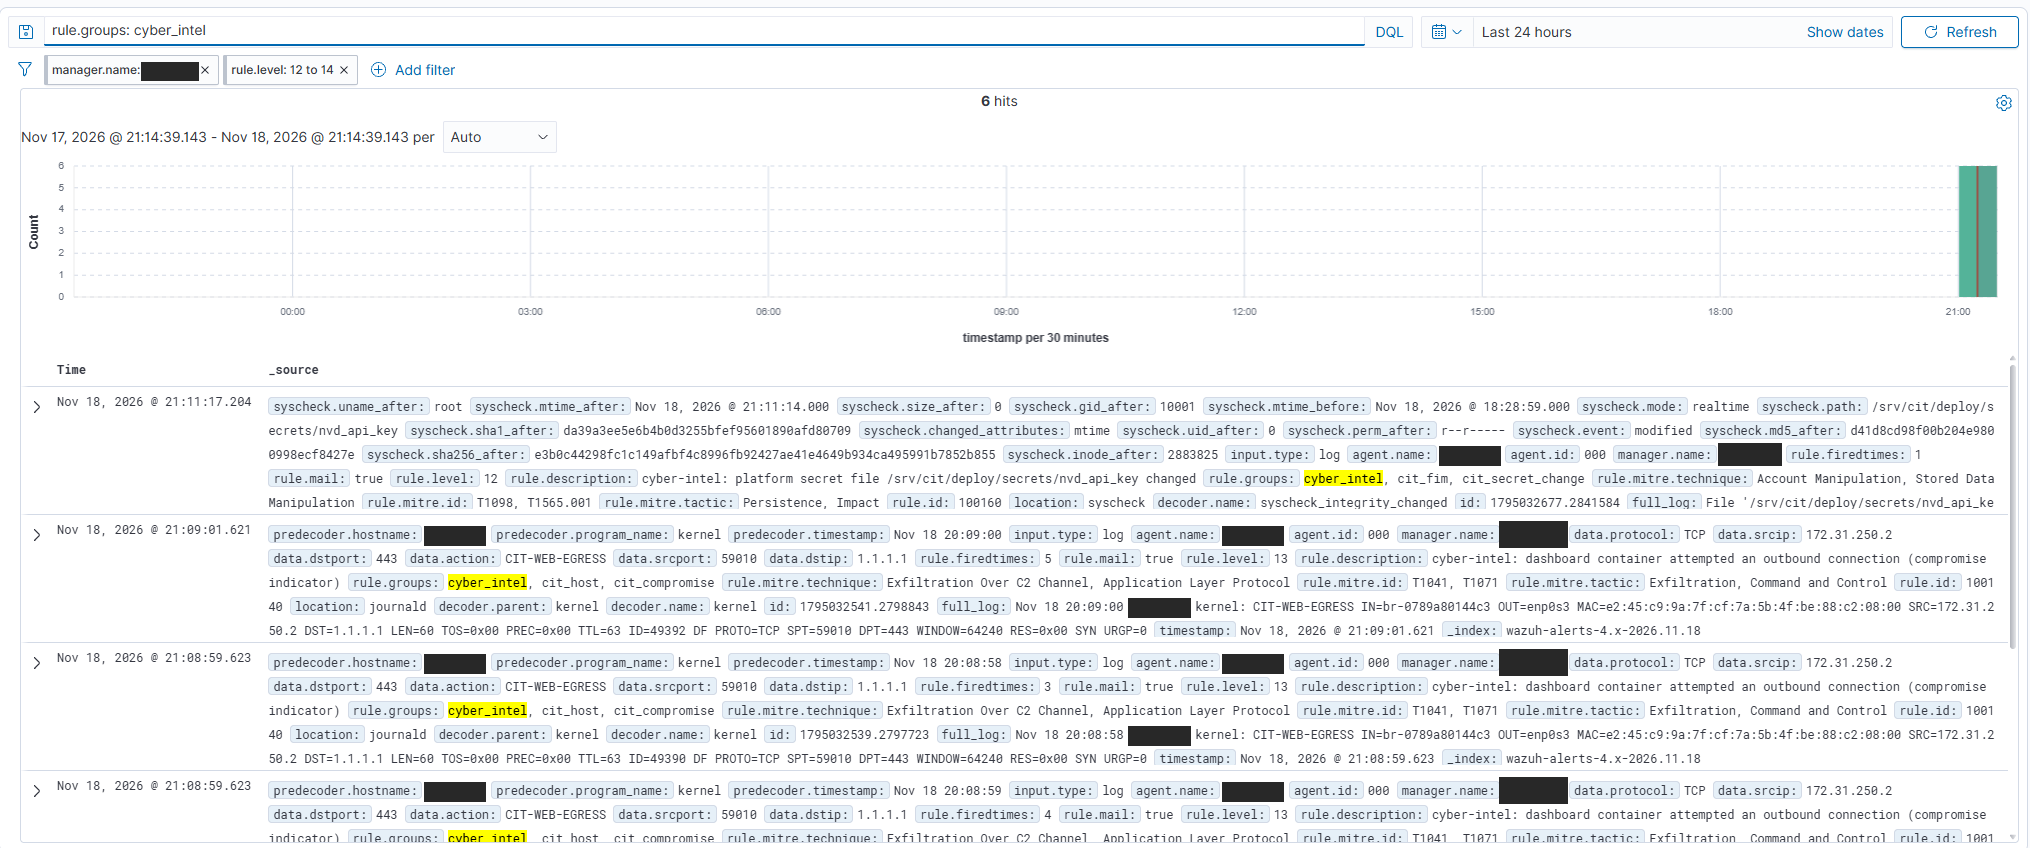 rule.groups: cyber_intel
DQL
Last 24 hours
Show dates
Refresh
manager.name: ×
rule.level: 12 to 14 ×
Add filter
6 hits
Nov 17, 2026 @ 21:14:39.143 - Nov 18, 2026 @ 21:14:39.143 per Auto
Count
6
5
4
3
2
1
0
00:00 03:00 06:00 09:00 12:00 15:00 18:00 21:00
timestamp per 30 minutes
Time _source
Nov 18, 2026 @ 21:11:17.204 syscheck.uname_after: root syscheck.mtime_after: Nov 18, 2026 @ 21:11:14.000 syscheck.size_after: 0 syscheck.gid_after: 10001 syscheck.mtime_before: Nov 18, 2026 @ 18:28:59.000 syscheck.mode: realtime syscheck.path: /srv/cit/deploy/s
ecrets/nvd_api_key syscheck.sha1_after: da39a3ee5e6b4b0d3255bfef95601890afd80709 syscheck.changed_attributes: mtime syscheck.uid_after: 0 syscheck.perm_after: r--r----- syscheck.event: modified syscheck.md5_after: d41d8cd98f00b204e980
0998ecf8427e syscheck.sha256_after: e3b0c44298fc1c149afbf4c8996fb92427ae41e4649b934ca495991b7852b855 syscheck.inode_after: 2883825 input.type: log agent.name: agent.id: 000 manager.name: rule.firedtimes: 1
rule.mail: true rule.level: 12 rule.description: cyber-intel: platform secret file /srv/cit/deploy/secrets/nvd_api_key changed rule.groups: cyber_intel, cit_fim, cit_secret_change rule.mitre.technique: Account Manipulation, Stored Data
Manipulation rule.mitre.id: T1098, T1565.001 rule.mitre.tactic: Persistence, Impact rule.id: 100160 location: syscheck decoder.name: syscheck_integrity_changed id: 1795032677.2841584 full_log: File '/srv/cit/deploy/secrets/nvd_api_ke
Nov 18, 2026 @ 21:09:01.621 predecoder.hostname: predecoder.program_name: kernel predecoder.timestamp: Nov 18 20:09:00 input.type: log agent.name: agent.id: 000 manager.name: data.protocol: TCP data.srcip: 172.31.250.2
data.dstport: 443 data.action: CIT-WEB-EGRESS data.srcport: 59010 data.dstip: 1.1.1.1 rule.firedtimes: 5 rule.mail: true rule.level: 13 rule.description: cyber-intel: dashboard container attempted an outbound connection (compromise
indicator) rule.groups: cyber_intel, cit_host, cit_compromise rule.mitre.technique: Exfiltration Over C2 Channel, Application Layer Protocol rule.mitre.id: T1041, T1071 rule.mitre.tactic: Exfiltration, Command and Control rule.id: 1001
40 location: journald decoder.parent: kernel decoder.name: kernel id: 1795032541.2798843 full_log: Nov 18 20:09:00 kernel: CIT-WEB-EGRESS IN=br-0789a80144c3 OUT=enp0s3 MAC=e2:45:c9:9a:7f:cf:7a:5b:4f:be:88:c2:08:00 SRC=172.31.2
50.2 DST=1.1.1.1 LEN=60 TOS=0x00 PREC=0x00 TTL=63 ID=49392 DF PROTO=TCP SPT=59010 DPT=443 WINDOW=64240 RES=0x00 SYN URGP=0 timestamp: Nov 18, 2026 @ 21:09:01.621 _index: wazuh-alerts-4.x-2026.11.18
Nov 18, 2026 @ 21:08:59.623 predecoder.hostname: predecoder.program_name: kernel predecoder.timestamp: Nov 18 20:08:58 input.type: log agent.name: agent.id: 000 manager.name: data.protocol: TCP data.srcip: 172.31.250.2
data.dstport: 443 data.action: CIT-WEB-EGRESS data.srcport: 59010 data.dstip: 1.1.1.1 rule.firedtimes: 3 rule.mail: true rule.level: 13 rule.description: cyber-intel: dashboard container attempted an outbound connection (compromise
indicator) rule.groups: cyber_intel, cit_host, cit_compromise rule.mitre.technique: Exfiltration Over C2 Channel, Application Layer Protocol rule.mitre.id: T1041, T1071 rule.mitre.tactic: Exfiltration, Command and Control rule.id: 1001
40 location: journald decoder.parent: kernel decoder.name: kernel id: 1795032539.2797723 full_log: Nov 18 20:08:58 kernel: CIT-WEB-EGRESS IN=br-0789a80144c3 OUT=enp0s3 MAC=e2:45:c9:9a:7f:cf:7a:5b:4f:be:88:c2:08:00 SRC=172.31.2
50.2 DST=1.1.1.1 LEN=60 TOS=0x00 PREC=0x00 TTL=63 ID=49390 DF PROTO=TCP SPT=59010 DPT=443 WINDOW=64240 RES=0x00 SYN URGP=0 timestamp: Nov 18, 2026 @ 21:08:59.623 _index: wazuh-alerts-4.x-2026.11.18
Nov 18, 2026 @ 21:08:59.623 predecoder.hostname: predecoder.program_name: kernel predecoder.timestamp: Nov 18 20:08:59 input.type: log agent.name: agent.id: 000 manager.name: data.protocol: TCP data.srcip: 172.31.250.2
data.dstport: 443 data.action: CIT-WEB-EGRESS data.srcport: 59010 data.dstip: 1.1.1.1 rule.firedtimes: 4 rule.mail: true rule.level: 13 rule.description: cyber-intel: dashboard container attempted an outbound connection (compromise
indicator) rule.groups: cyber_intel, cit_host, cit_compromise rule.mitre.technique: Exfiltration Over C2 Channel, Application Layer Protocol rule.mitre.id: T1041, T1071 rule.mitre.tactic: Exfiltration, Command and Control rule.id: 1001